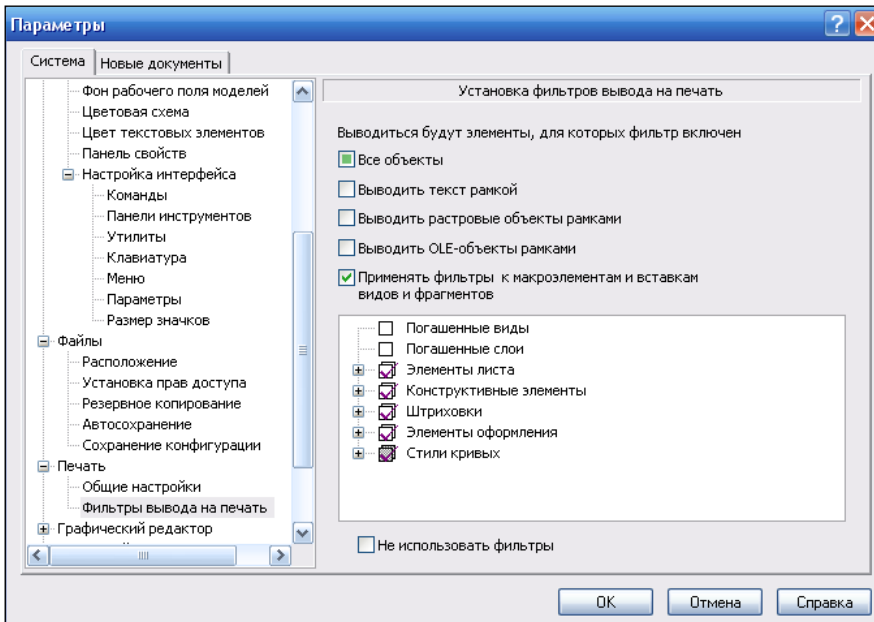 Параметры
Система
Новые документы
Фон рабочего поля моделей
Цветовая схема
Цвет текстовых элементов
Панель свойств
Настройка интерфейса
Команды
Панели инструментов
Утилиты
Клавиатура
Меню
Параметры
Размер значков
Файлы
Расположение
Установка прав доступа
Резервное копирование
Автосохранение
Сохранение конфигурации
Печать
Общие настройки
Фильтры вывода на печать
Графический редактор
Установка фильтров вывода на печать
Выводиться будут элементы, для которых фильтр включен
Все объекты
Выводить текст рамкой
Выводить растровые объекты рамками
Выводить OLE-объекты рамками
Применять фильтры к макроэлементам и вставкам
видов и фрагментов
Погашенные виды
Погашенные слои
Элементы листа
Конструктивные элементы
Штриховки
Элементы оформления
Стили кривых
Не использовать фильтры
OK
Отмена
Справка